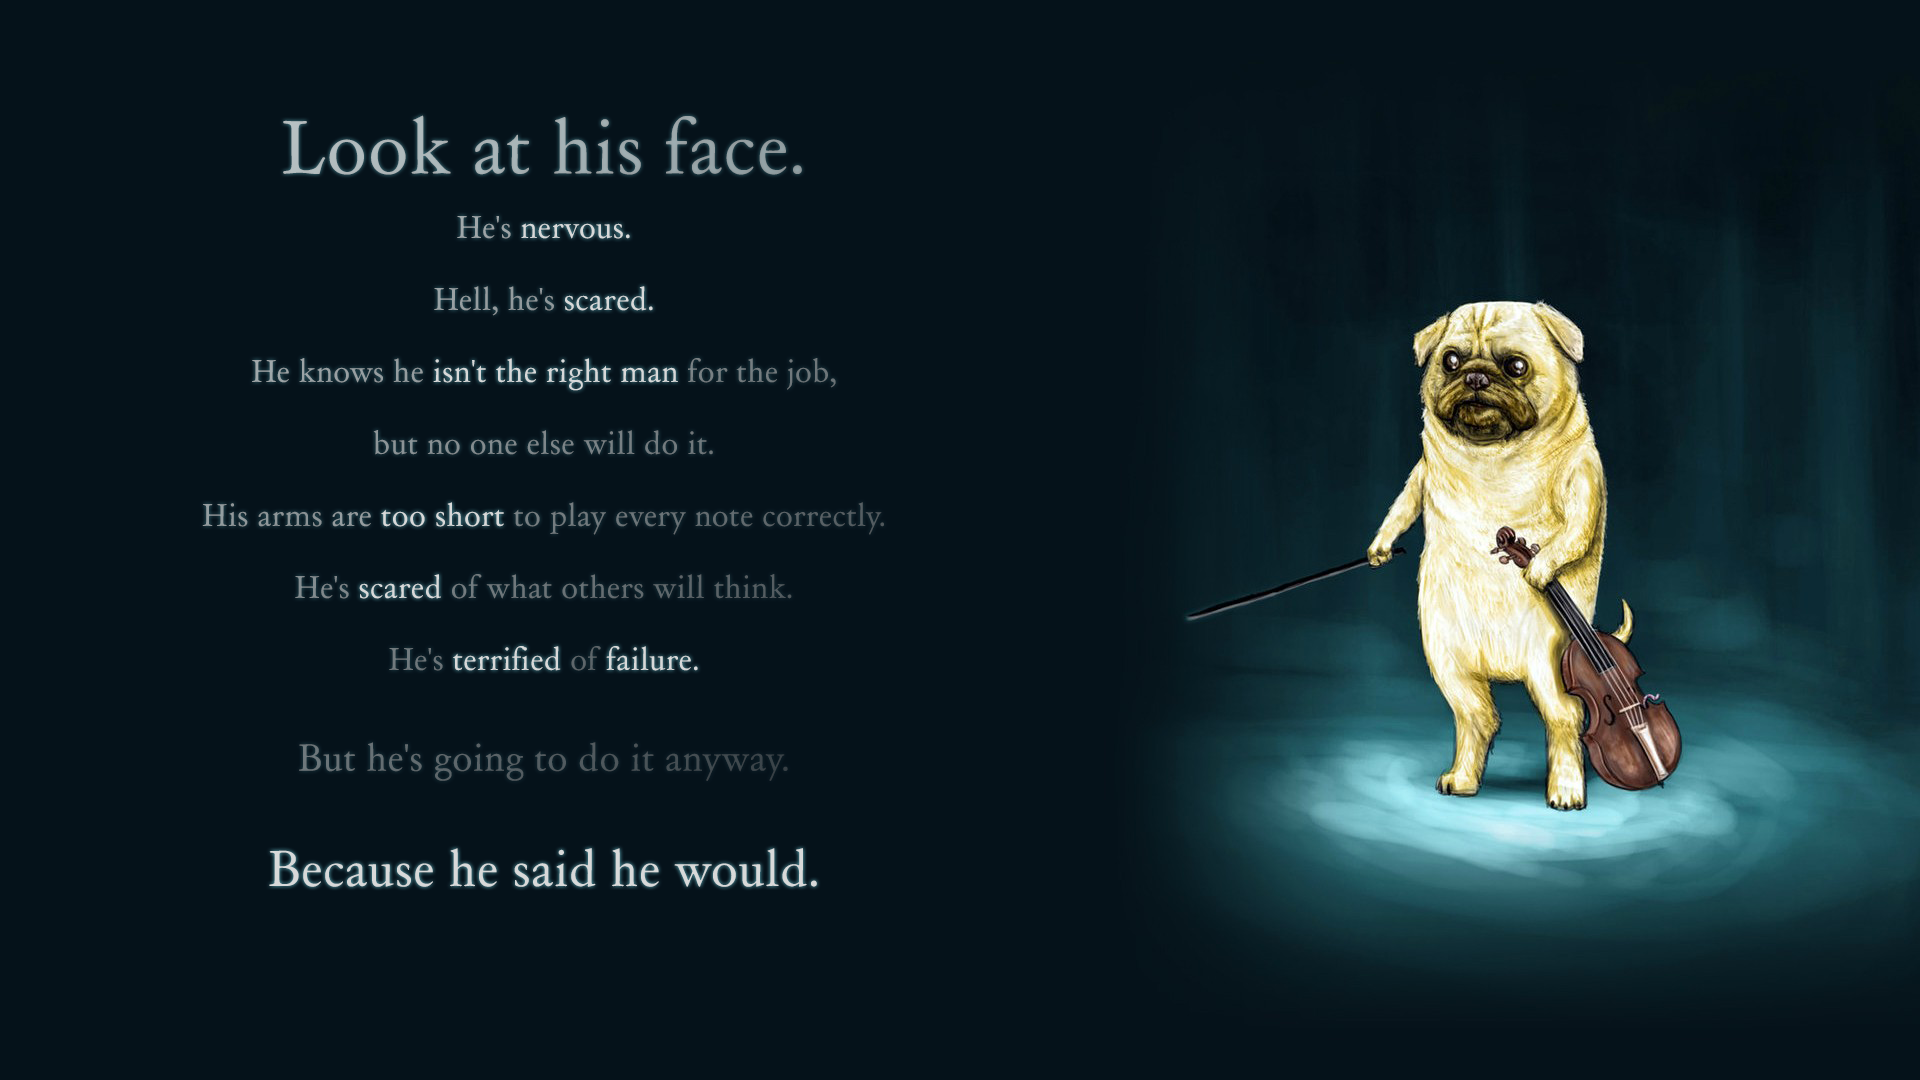 Look at his face.
He's nervous.
Hell, he's scared.
He knows he isn't the right man for the job,
but no one else will do it.
His arms are too short to play every note correctly.
He's scared of what others will think.
He's terrified of failure.
But he's going to do it anyway.
Because he said he would.